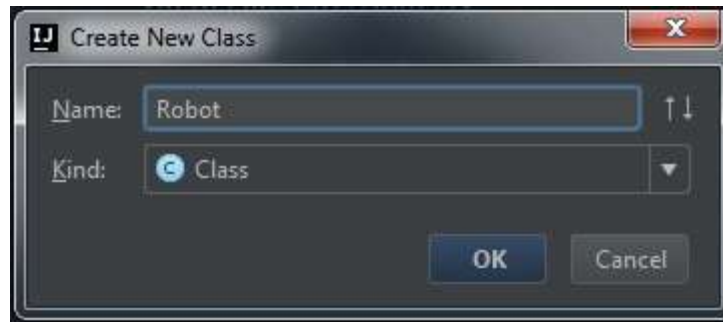 IJ Create New Class
Name: Robot
Kind: C Class
OK Cancel